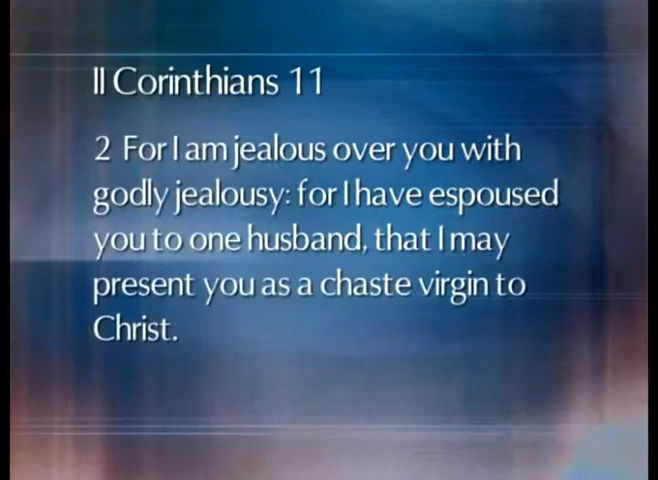 II Corinthians 11
2 For I am jealous over you with
godly jealousy: for I have espoused
you to one husband, that I may
present you as a chaste virgin to
Christ.